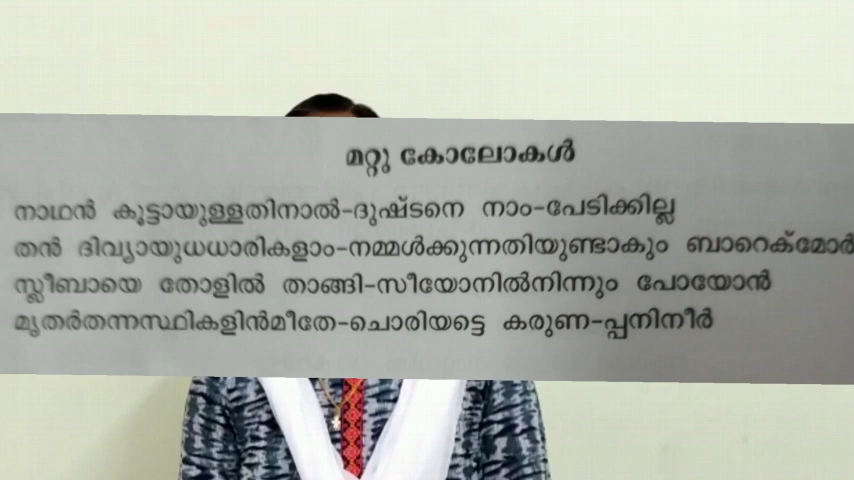 മറ്റു കോലോകൾ
നാഥൻ കൂട്ടായുള്ളതിനാൽ-ദുഷ്ടനെ നാം-പേടിക്കില്ല
തൻ ദിവ്യായുധധാരികളാം-നമ്മൾക്കുന്നതിയുണ്ടാകും ബാറെക്മോർ
സ്ലീബായെ തോളിൽ താങ്ങി-സീയോനിൽനിന്നും പോയോൻ
മൃതർതന്നസ്ഥികളിൻമീതേ-ചൊരിയട്ടെ കരുണ-പ്പനിനീർ